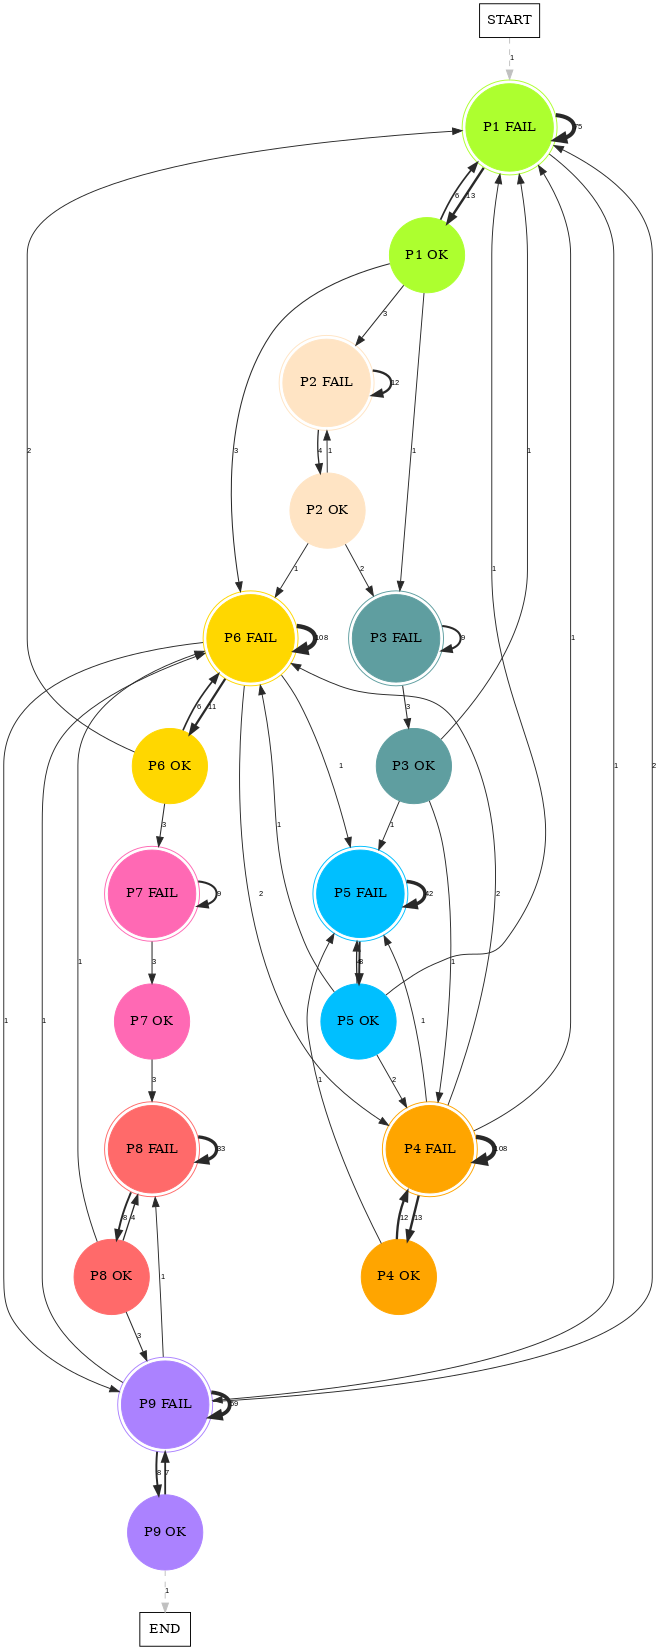 START
1
P1 FAIL
75
6
13
P1 OK
3
P2 FAIL
12
2
3
4
1
1
1
1
1
P2 OK
1
2
P6 FAIL
108
P3 FAIL
9
6
11
3
P6 OK
P3 OK
1
1
1
3
1
2
P7 FAIL
9
P5 FAIL
42
3
8
1
2
1
P7 OK
P5 OK
1
1
2
1
1
1
3
P8 FAIL
33
P4 FAIL
108
8
4
12
13
P8 OK
P4 OK
3
1
P9 FAIL
8
7
P9 OK
1
END